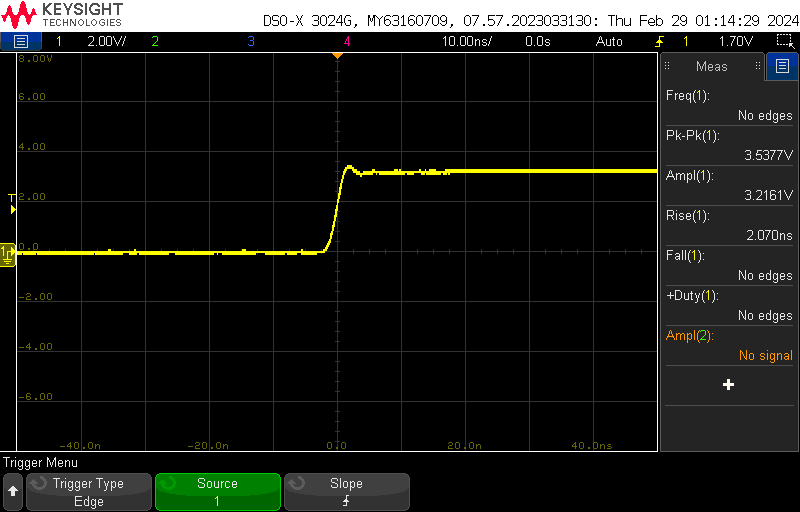 KEYSIGHT
TECHNOLOGIES
DSO-X 3024G, MY63160709, 07.57.2023033130: Thu Feb 29 01:14:29 2024
1 2.00V/ 2 3 4 10.00ns/ 0.0s Auto 1 1.70V
8.00V
6.00
4.00
2.00
0.0
-2.00
-4.00
-6.00
T
1
-40.0n -20.0n 0.0 20.0n 40.0ns
Meas
Freq(1):
No edges
Pk-Pk(1):
3.5377V
Ampl(1):
3.2161V
Rise(1):
2.070ns
Fall(1):
No edges
+Duty(1):
No edges
Ampl(2):
No signal
Trigger Menu
Trigger Type
Edge
Source
1
Slope